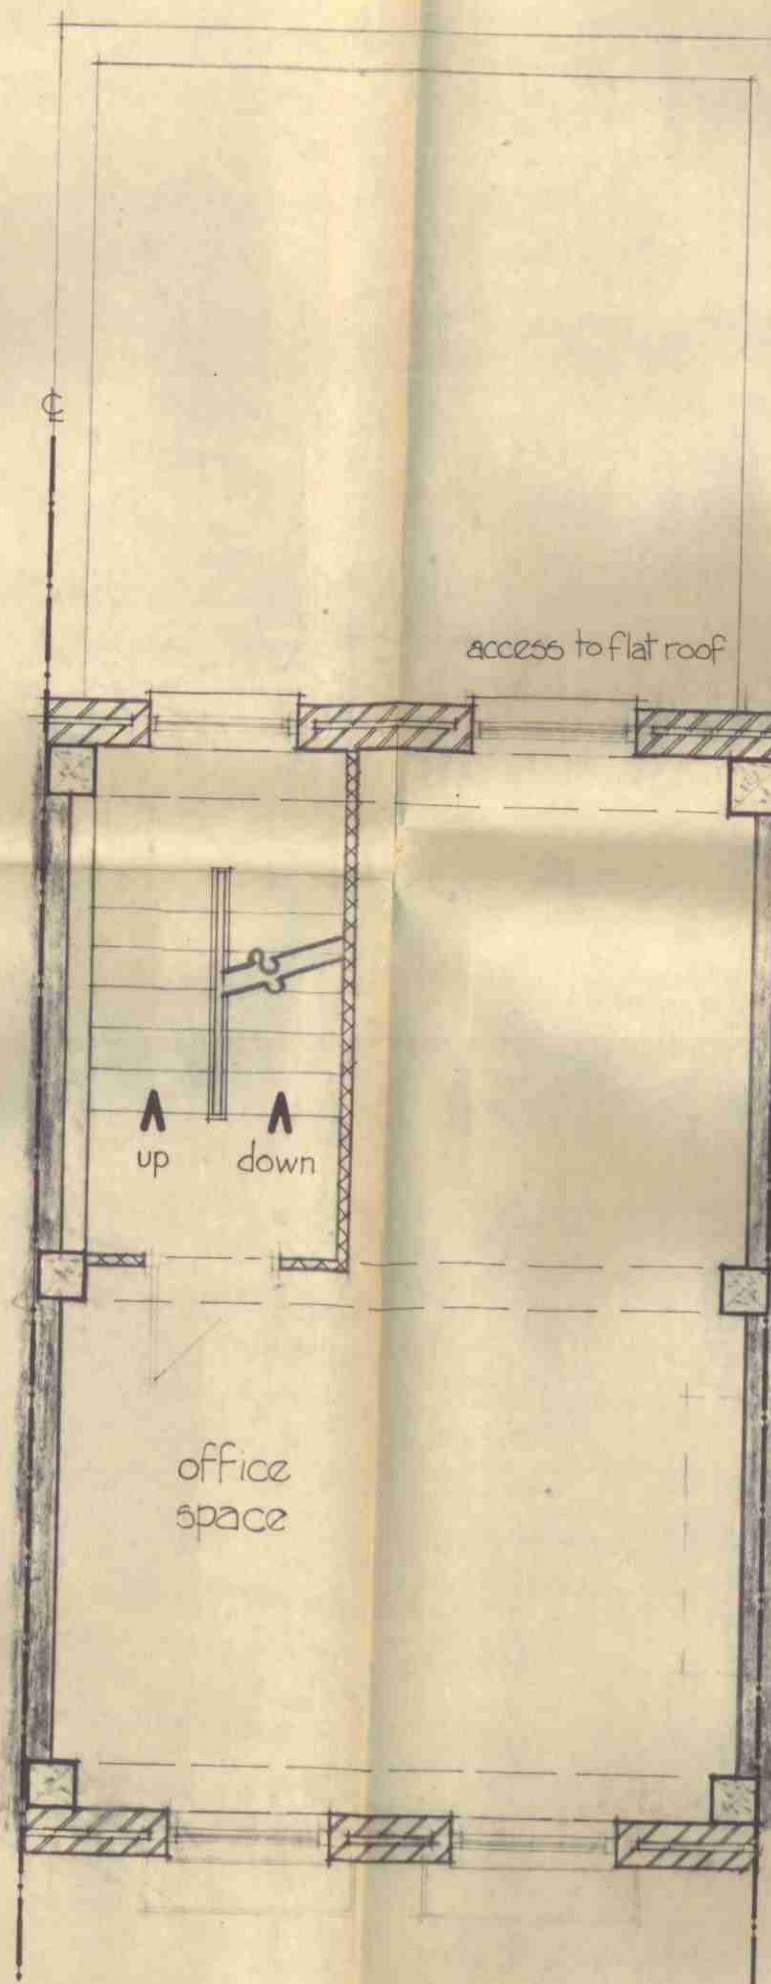 ℄
access to flat roof
up down
office
space